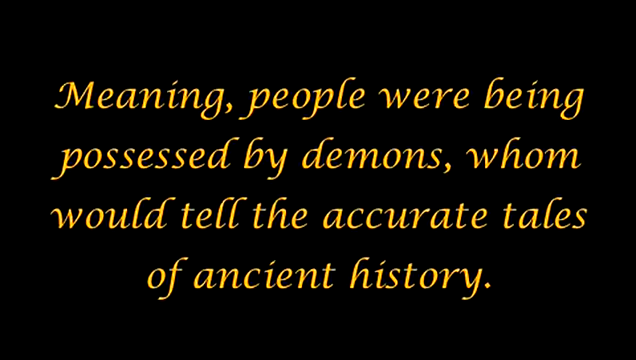 Meaning, people were being
possessed by demons, whom
would tell the accurate tales
of ancient history.